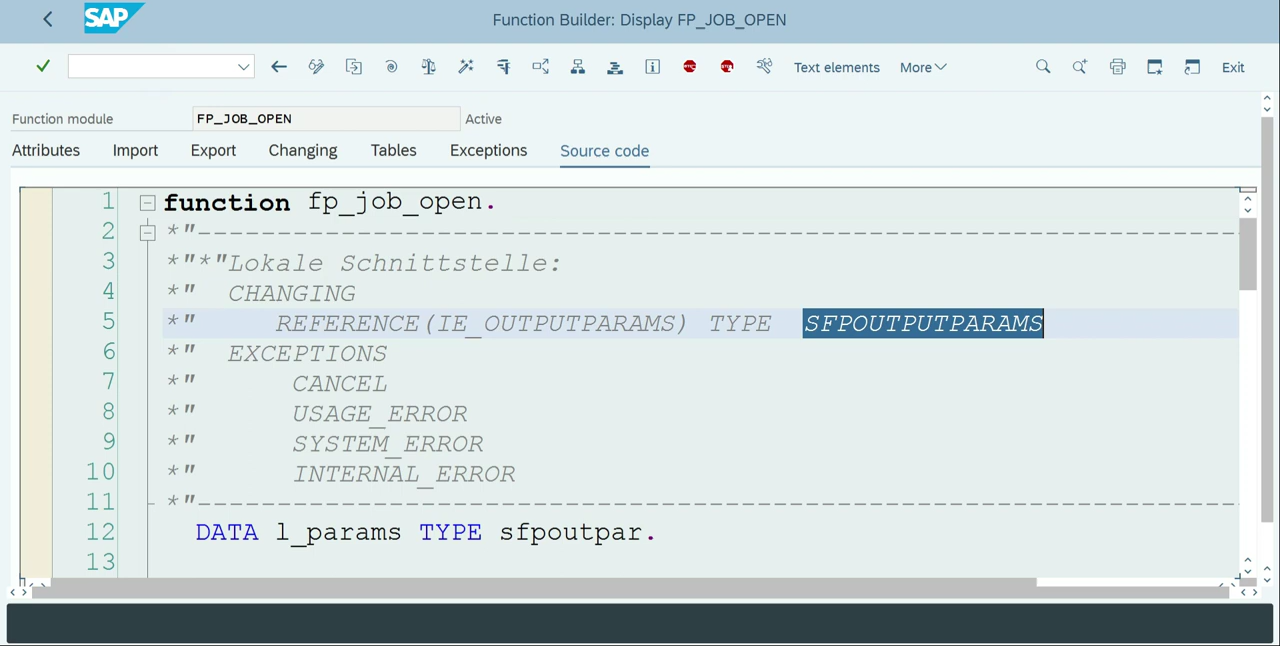 SAP
Function Builder: Display FP_JOB_OPEN
Text elements More Exit
Function module FP_JOB_OPEN Active
Attributes Import Export Changing Tables Exceptions Source code
1 function fp_job_open.
2 *"----------------------------------------------------------------------
3 *"*"Lokale Schnittstelle:
4 *"  CHANGING
5 *"     REFERENCE(IE_OUTPUTPARAMS) TYPE  SFPOUTPUTPARAMS
6 *"  EXCEPTIONS
7 *"      CANCEL
8 *"      USAGE_ERROR
9 *"      SYSTEM_ERROR
10 *"      INTERNAL_ERROR
11 *"----------------------------------------------------------------------
12   DATA l_params TYPE sfpoutpar.
13